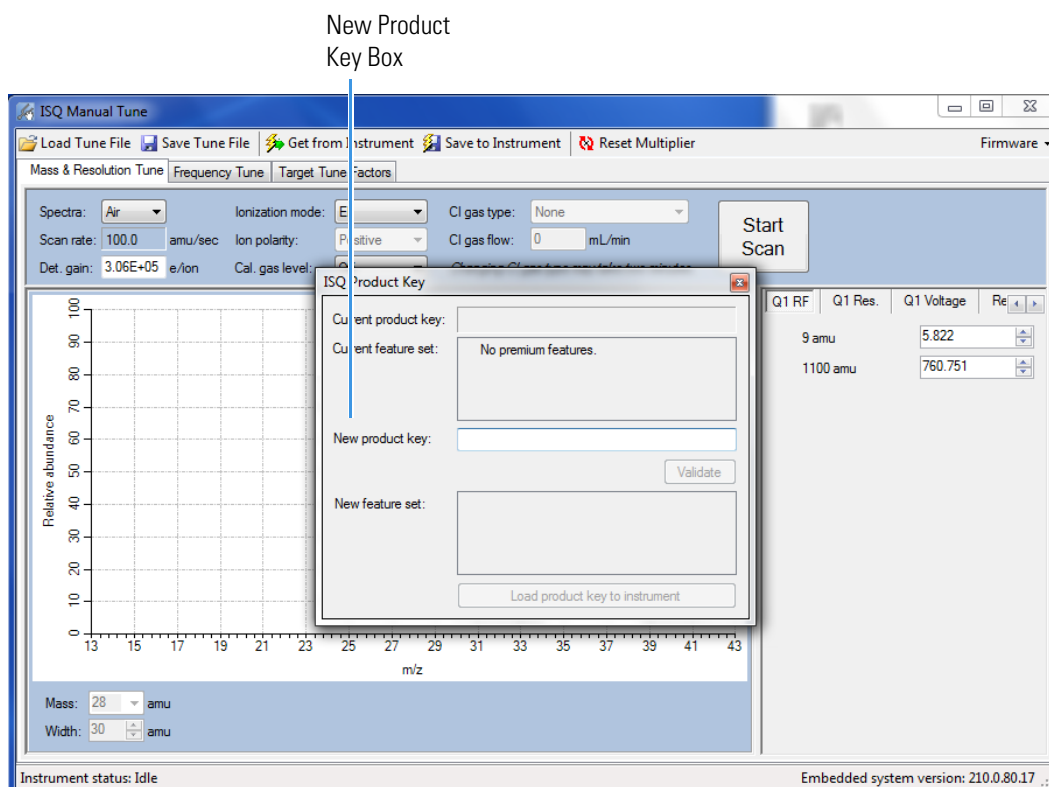 New Product
Key Box
ISQ Manual Tune
Load Tune File Save Tune File Get from Instrument Save to Instrument Reset Multiplier Firmware
Mass & Resolution Tune Frequency Tune Target Tune Factors
Spectra: Air Ionization mode: E CI gas type: None
Scan rate: 100.0 amu/sec Ion polarity: Positive CI gas flow: 0 mL/min
Det. gain: 3.06E+05 e/ion Cal. gas level:
Start
Scan
ISQ Product Key
Current product key:
Current feature set: No premium features.
New product key:
Validate
New feature set:
Load product key to instrument
Q1 RF Q1 Res. Q1 Voltage Re
9 amu 5.822
1100 amu 760.751
Relative abundance
100
90
80
70
60
50
40
30
20
10
0
13 15 17 19 21 23 25 27 29 31 33 35 37 39 41 43
m/z
Mass: 28 amu
Width: 30 amu
Instrument status: Idle Embedded system version: 210.0.80.17